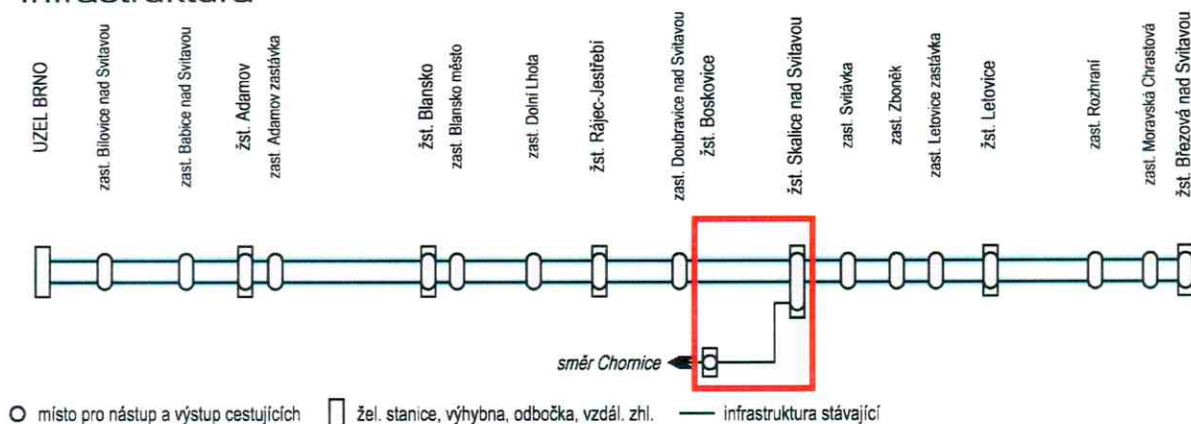 Infrastruktura
UZEL BRNO
zast. Bílovice nad Svitavou
zast. Babice nad Svitavou
žst. Adamov
zast. Adamov zastávka
žst. Blansko
zast. Blansko město
zast. Dolní Lhota
žst. Rájec-Jestřebí
zast. Doubravice nad Svitavou
žst. Boskovice
žst. Skalice nad Svitavou
zast. Svitávka
zast. Zboněk
zast. Letovice zastávka
žst. Letovice
zast. Rozhraní
zast. Moravská Chrastová
žst. Březová nad Svitavou
směr Chornice
místo pro nástup a výstup cestujících
žel. stanice, výhybna, odbočka, vzdál. zhl.
infrastruktura stávající